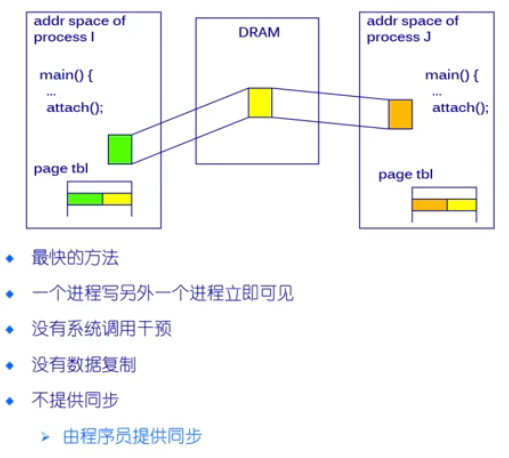 addr space of
process I
main() {
...
attach();
page tbl
DRAM
addr space of
process J
main() {
...
attach();
page tbl
最快的方法
一个进程写另外一个进程立即可见
没有系统调用干预
没有数据复制
不提供同步
由程序员提供同步